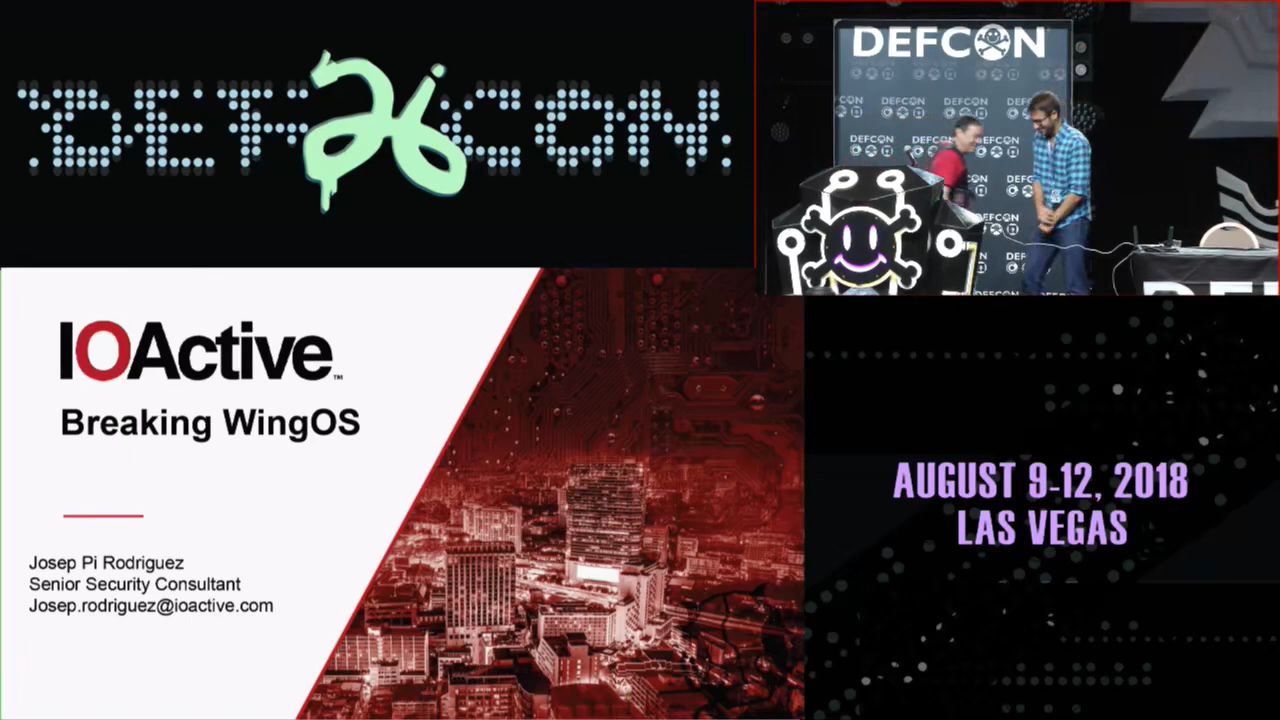 DEF 26 CON
DEFCON
IOActive™
Breaking WingOS
Josep Pi Rodriguez
Senior Security Consultant
Josep.rodriguez@ioactive.com
AUGUST 9-12, 2018
LAS VEGAS